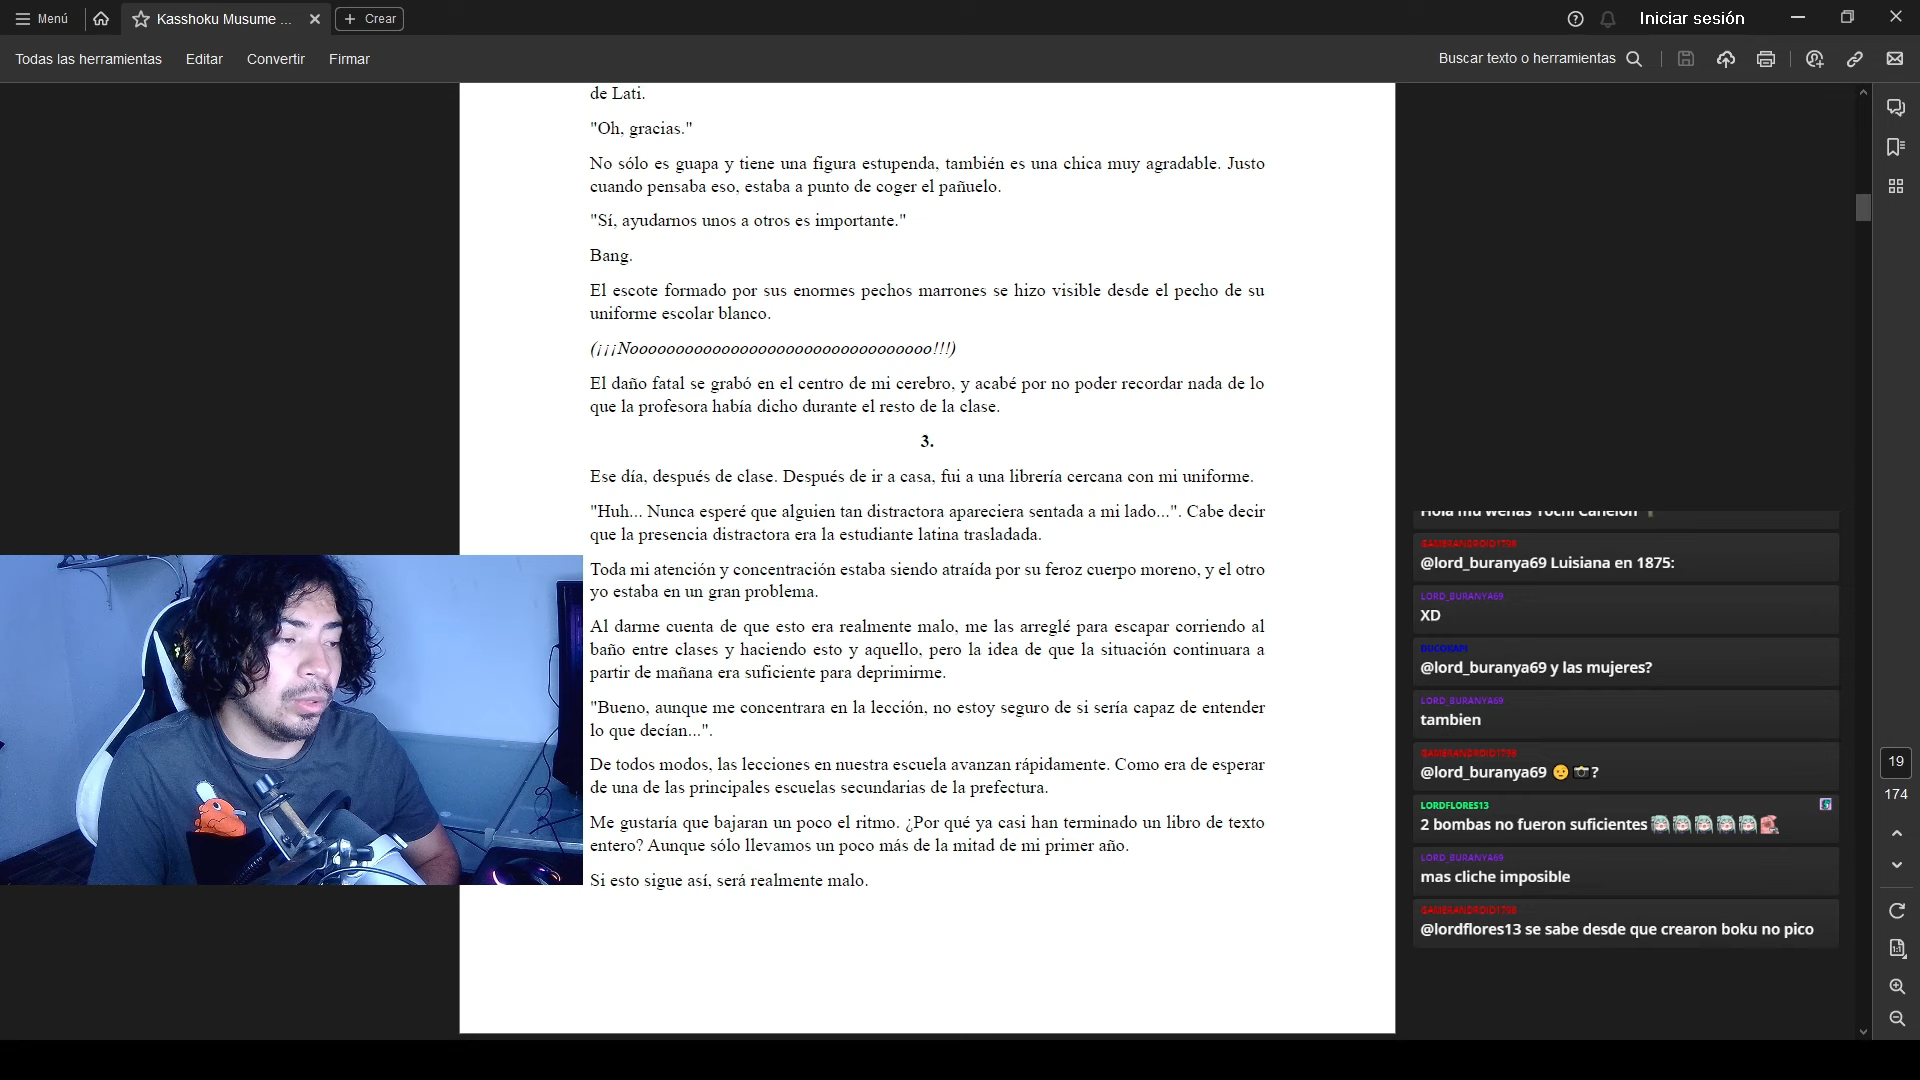 Menú
Kasshoku Musume ...
Crear
Iniciar sesión
Todas las herramientas
Editar
Convertir
Firmar
Buscar texto o herramientas
de Lati.
"Oh, gracias."
No sólo es guapa y tiene una figura estupenda, también es una chica muy agradable. Justo
cuando pensaba eso, estaba a punto de coger el pañuelo.
"Sí, ayudarnos unos a otros es importante."
Bang.
El escote formado por sus enormes pechos marrones se hizo visible desde el pecho de su
uniforme escolar blanco.
(¡¡¡Nooooooooooooooooooooooooooooooooo!!!)
El daño fatal se grabó en el centro de mi cerebro, y acabé por no poder recordar nada de lo
que la profesora había dicho durante el resto de la clase.
3.
Ese día, después de clase. Después de ir a casa, fui a una librería cercana con mi uniforme.
"Huh... Nunca esperé que alguien tan distractora apareciera sentada a mi lado...". Cabe decir
que la presencia distractora era la estudiante latina trasladada.
Toda mi atención y concentración estaba siendo atraída por su feroz cuerpo moreno, y el otro
yo estaba en un gran problema.
Al darme cuenta de que esto era realmente malo, me las arreglé para escapar corriendo al
baño entre clases y haciendo esto y aquello, pero la idea de que la situación continuara a
partir de mañana era suficiente para deprimirme.
"Bueno, aunque me concentrara en la lección, no estoy seguro de si sería capaz de entender
lo que decían...".
De todos modos, las lecciones en nuestra escuela avanzan rápidamente. Como era de esperar
de una de las principales escuelas secundarias de la prefectura.
Me gustaría que bajaran un poco el ritmo. ¿Por qué ya casi han terminado un libro de texto
entero? Aunque sólo llevamos un poco más de la mitad de mi primer año.
Si esto sigue así, será realmente malo.
GAMERANDROID1798
@lord_buranya69 Luisiana en 1875:
LORD_BURANYA69
XD
DUCOKAPI
@lord_buranya69 y las mujeres?
LORD_BURANYA69
tambien
GAMERANDROID1798
@lord_buranya69 ?
LORDFLORES13
2 bombas no fueron suficientes
LORD_BURANYA69
mas cliche imposible
GAMERANDROID1798
@lordflores13 se sabe desde que crearon boku no pico
19
174